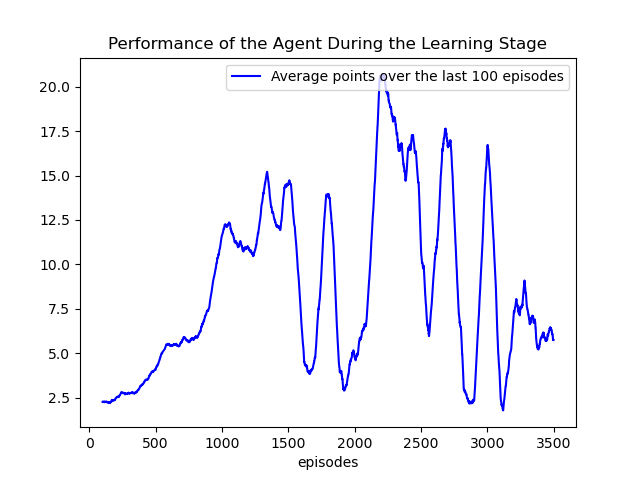 Performance of the Agent During the Learning Stage
Average points over the last 100 episodes
20.0
17.5
15.0
12.5
10.0
7.5
5.0
2.5
0 500 1000 1500 2000 2500 3000 3500
episodes